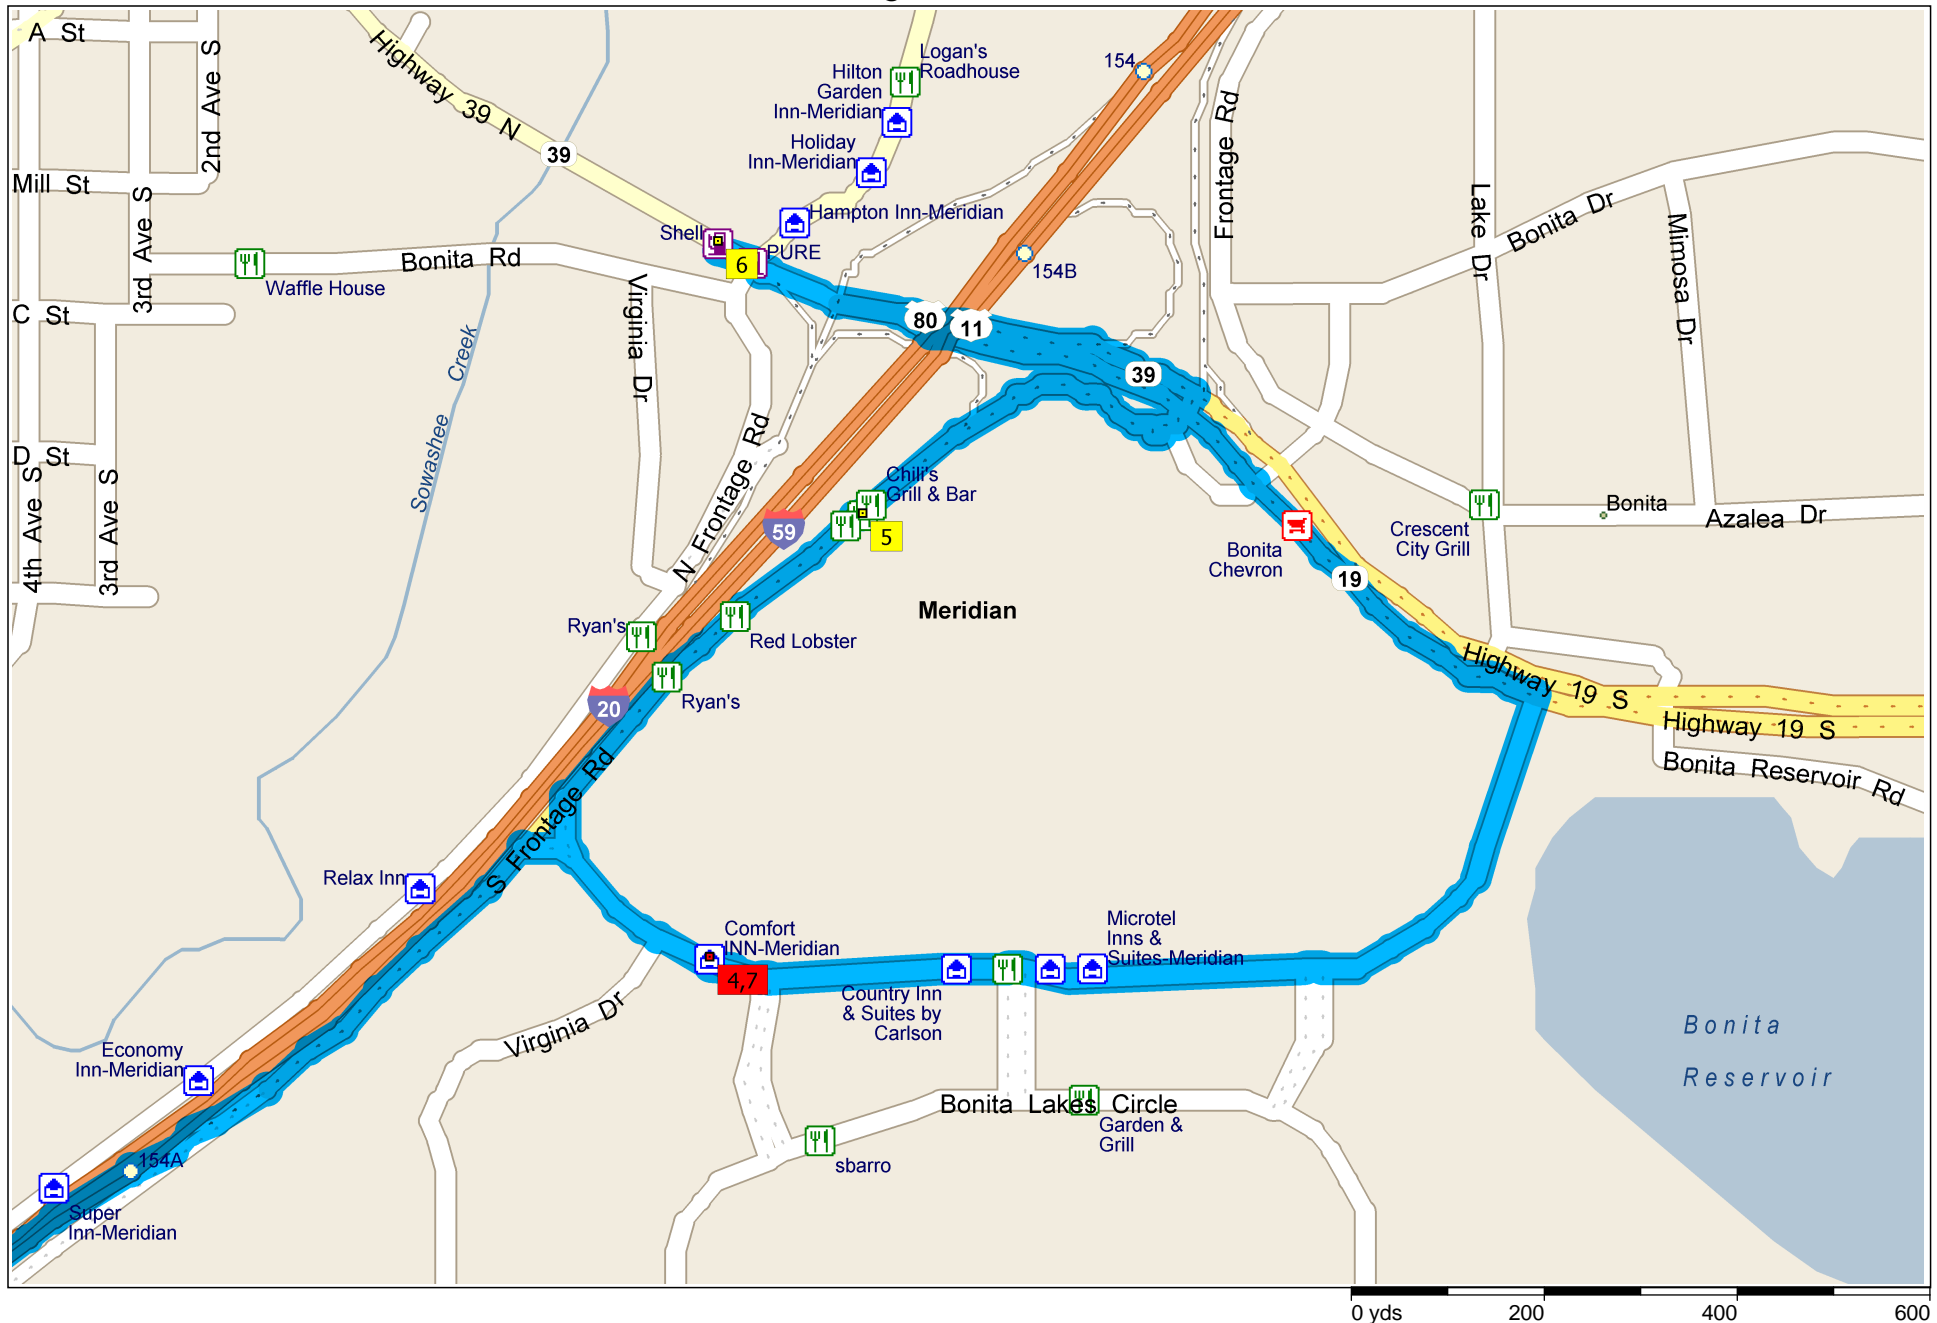 A St
2nd Ave S
Highway 39 N
39
Logan's
Roadhouse
Hilton
Garden
Inn-Meridian
Holiday
Inn-Meridian
154
Frontage Rd
Lake Dr
Bonita Dr
Mimosa Dr
Mill St
3rd Ave S
Hampton Inn-Meridian
Shell
PURE
6
Bonita Rd
Waffle House
154B
C St
Virginia Dr
80
11
Sowashee Creek
39
D St
4th Ave S
3rd Ave S
N Frontage Rd
Chili's
Grill & Bar
5
59
Crescent
City Grill
Bonita
Azalea Dr
Bonita
Chevron
19
Meridian
Ryan's
Red Lobster
Ryan's
20
Highway 19 S
Highway 19 S
Bonita Reservoir Rd
S Frontage Rd
Relax Inn
Comfort
INN-Meridian
4,7
Microtel
Inns &
Suites-Meridian
Country Inn
& Suites by
Carlson
Virginia Dr
Bonita
Reservoir
Economy
Inn-Meridian
Bonita Lakes Circle
Garden &
Grill
sbarro
154A
Super
Inn-Meridian
0 yds
200
400
600